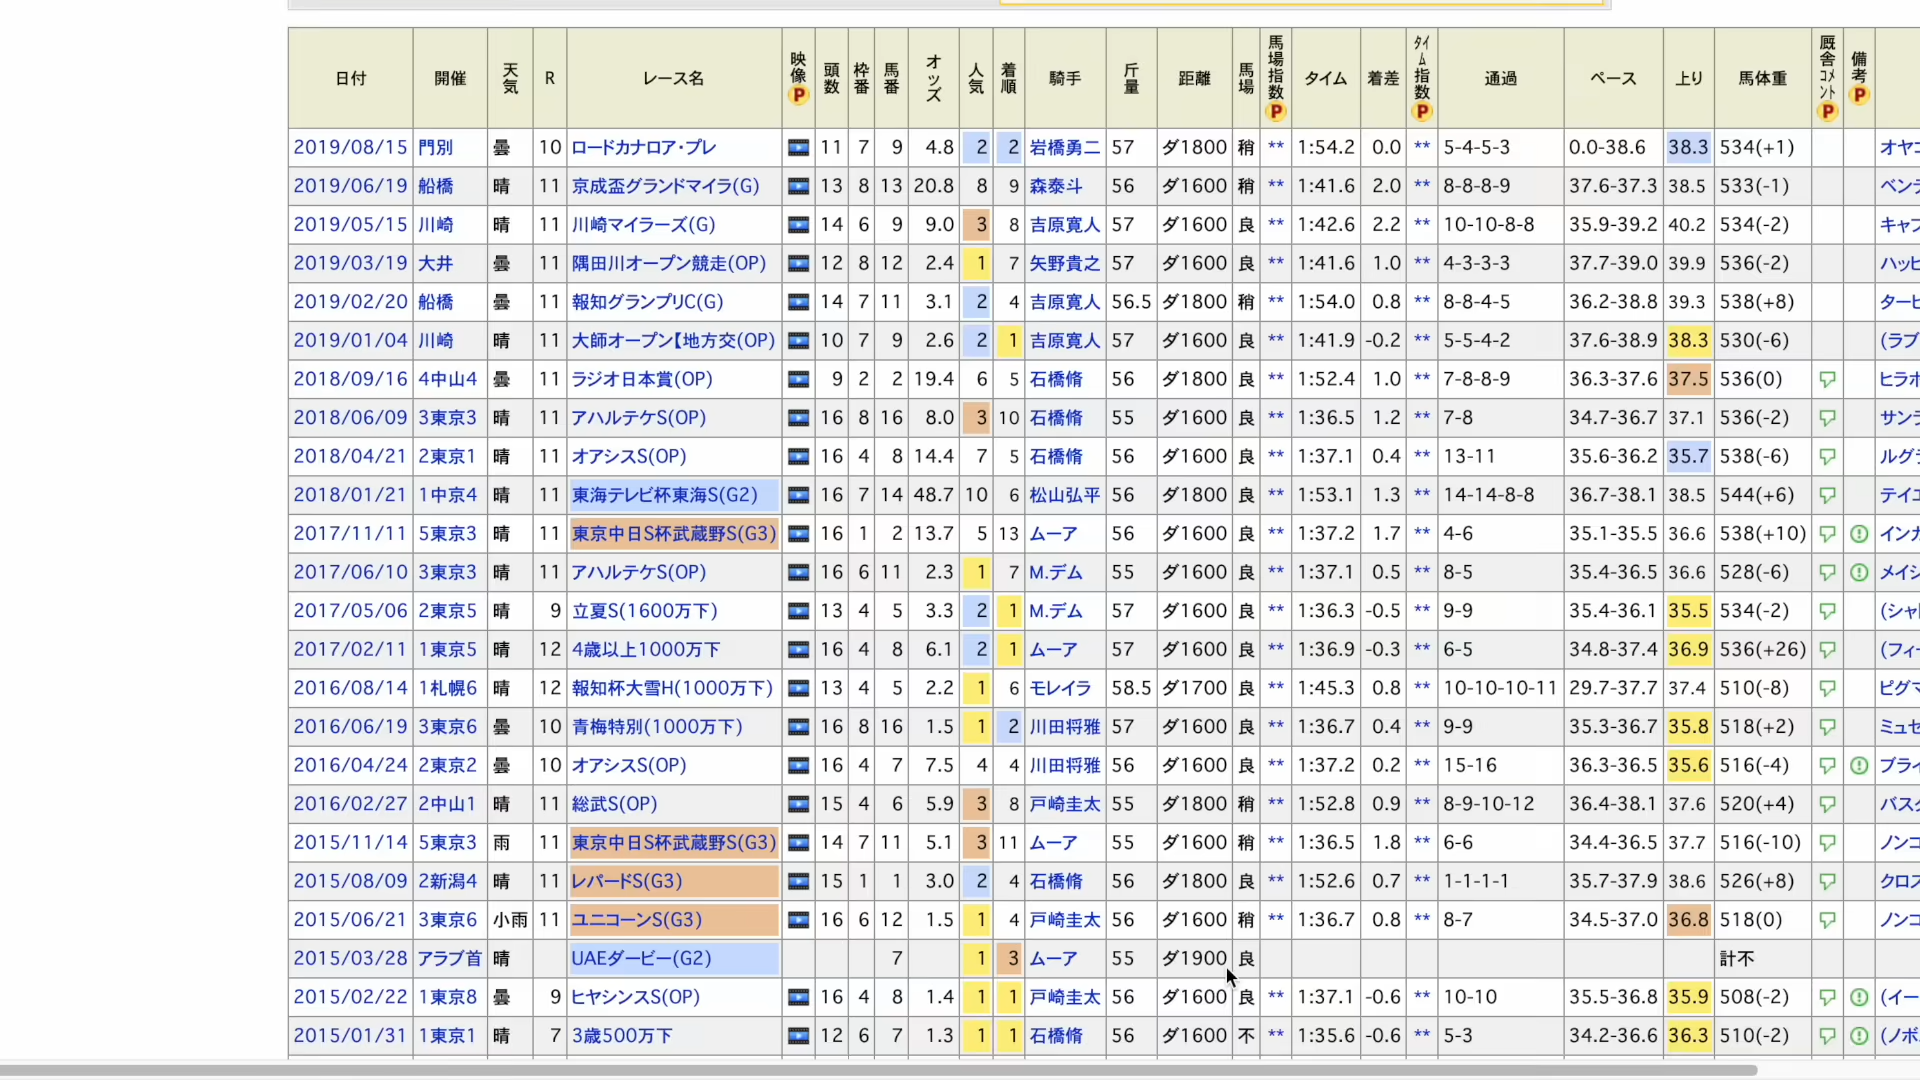 日付 開催 天気 R レース名 映像 P 頭数 枠番 馬番 オッズ 人気 着順 騎手 斤量 距離 馬場 馬場指数 P タイム 着差 ﾀｲﾑ指数 P 通過 ペース 上り 馬体重 厩舎ｺﾒﾝﾄ P 備考 P
2019/08/15 門別 曇 10 ロードカナロア・プレ 11 7 9 4.8 2 2 岩橋勇二 57 ダ1800 稍 ** 1:54.2 0.0 ** 5-4-5-3 0.0-38.6 38.3 534(+1) オヤコ
2019/06/19 船橋 晴 11 京成盃グランドマイラ(G) 13 8 13 20.8 8 9 森泰斗 56 ダ1600 稍 ** 1:41.6 2.0 ** 8-8-8-9 37.6-37.3 38.5 533(-1) ベンテ
2019/05/15 川崎 晴 11 川崎マイラーズ(G) 14 6 9 9.0 3 8 吉原寛人 57 ダ1600 良 ** 1:42.6 2.2 ** 10-10-8-8 35.9-39.2 40.2 534(-2) キャプ
2019/03/19 大井 曇 11 隅田川オープン競走(OP) 12 8 12 2.4 1 7 矢野貴之 57 ダ1600 良 ** 1:41.6 1.0 ** 4-3-3-3 37.7-39.0 39.9 536(-2) ハッピ
2019/02/20 船橋 曇 11 報知グランプリC(G) 14 7 11 3.1 2 4 吉原寛人 56.5 ダ1800 稍 ** 1:54.0 0.8 ** 8-8-4-5 36.2-38.8 39.3 538(+8) タービ
2019/01/04 川崎 晴 11 大師オープン【地方交(OP) 10 7 9 2.6 2 1 吉原寛人 57 ダ1600 良 ** 1:41.9 -0.2 ** 5-5-4-2 37.6-38.9 38.3 530(-6) (ラブ
2018/09/16 4中山4 曇 11 ラジオ日本賞(OP) 9 2 2 19.4 6 5 石橋脩 56 ダ1800 良 ** 1:52.4 1.0 ** 7-8-8-9 36.3-37.6 37.5 536(0) ヒラボ
2018/06/09 3東京3 晴 11 アハルテケS(OP) 16 8 16 8.0 3 10 石橋脩 55 ダ1600 良 ** 1:36.5 1.2 ** 7-8 34.7-36.7 37.1 536(-2) サン
2018/04/21 2東京1 晴 11 オアシスS(OP) 16 4 8 14.4 7 5 石橋脩 56 ダ1600 良 ** 1:37.1 0.4 ** 13-11 35.6-36.2 35.7 538(-6) ルグ
2018/01/21 1中京4 晴 11 東海テレビ杯東海S(G2) 16 7 14 48.7 10 6 松山弘平 56 ダ1800 良 ** 1:53.1 1.3 ** 14-14-8-8 36.7-38.1 38.5 544(+6) テイエ
2017/11/11 5東京3 晴 11 東京中日S杯武蔵野S(G3) 16 1 2 13.7 5 13 ムーア 56 ダ1600 良 ** 1:37.2 1.7 ** 4-6 35.1-35.5 36.6 538(+10) インカ
2017/06/10 3東京3 晴 11 アハルテケS(OP) 16 6 11 2.3 1 7 M.デム 55 ダ1600 良 ** 1:37.1 0.5 ** 8-5 35.4-36.5 36.6 528(-6) メイシ
2017/05/06 2東京5 晴 9 立夏S(1600万下) 13 4 5 3.3 2 1 M.デム 57 ダ1600 良 ** 1:36.3 -0.5 ** 9-9 35.4-36.1 35.5 534(-2) (シャ
2017/02/11 1東京5 晴 12 4歳以上1000万下 16 4 8 6.1 2 1 ムーア 57 ダ1600 良 ** 1:36.9 -0.3 ** 6-5 34.8-37.4 36.9 536(+26) (フィ
2016/08/14 1札幌6 晴 12 報知杯大雪H(1000万下) 13 4 5 2.2 1 6 モレイラ 58.5 ダ1700 良 ** 1:45.3 0.8 ** 10-10-10-11 29.7-37.7 37.4 510(-8) ピグマ
2016/06/19 3東京6 曇 10 青梅特別(1000万下) 16 8 16 1.5 1 2 川田将雅 57 ダ1600 良 ** 1:36.7 0.4 ** 9-9 35.3-36.7 35.8 518(+2) ミュセ
2016/04/24 2東京2 曇 10 オアシスS(OP) 16 4 7 7.5 4 4 川田将雅 56 ダ1600 良 ** 1:37.2 0.2 ** 15-16 36.3-36.5 35.6 516(-4) ブライ
2016/02/27 2中山1 晴 11 総武S(OP) 15 4 6 5.9 3 8 戸崎圭太 55 ダ1800 稍 ** 1:52.8 0.9 ** 8-9-10-12 36.4-38.1 37.6 520(+4) バスタ
2015/11/14 5東京3 雨 11 東京中日S杯武蔵野S(G3) 14 7 11 5.1 3 11 ムーア 55 ダ1600 稍 ** 1:36.5 1.8 ** 6-6 34.4-36.5 37.7 516(-10) ノンコ
2015/08/09 2新潟4 晴 11 レパードS(G3) 15 1 1 3.0 2 4 石橋脩 56 ダ1800 良 ** 1:52.6 0.7 ** 1-1-1-1 35.7-37.9 38.6 526(+8) クロス
2015/06/21 3東京6 小雨 11 ユニコーンS(G3) 16 6 12 1.5 1 4 戸崎圭太 56 ダ1600 稍 ** 1:36.7 0.8 ** 8-7 34.5-37.0 36.8 518(0) ノンコ
2015/03/28 アラブ首 晴 UAEダービー(G2) 7 1 3 ムーア 55 ダ1900 良 計不
2015/02/22 1東京8 曇 9 ヒヤシンスS(OP) 16 4 8 1.4 1 1 戸崎圭太 56 ダ1600 良 ** 1:37.1 -0.6 ** 10-10 35.5-36.8 35.9 508(-2) (イー
2015/01/31 1東京1 晴 7 3歳500万下 12 6 7 1.3 1 1 石橋脩 56 ダ1600 不 ** 1:35.6 -0.6 ** 5-3 34.2-36.6 36.3 510(-2) (ノボ